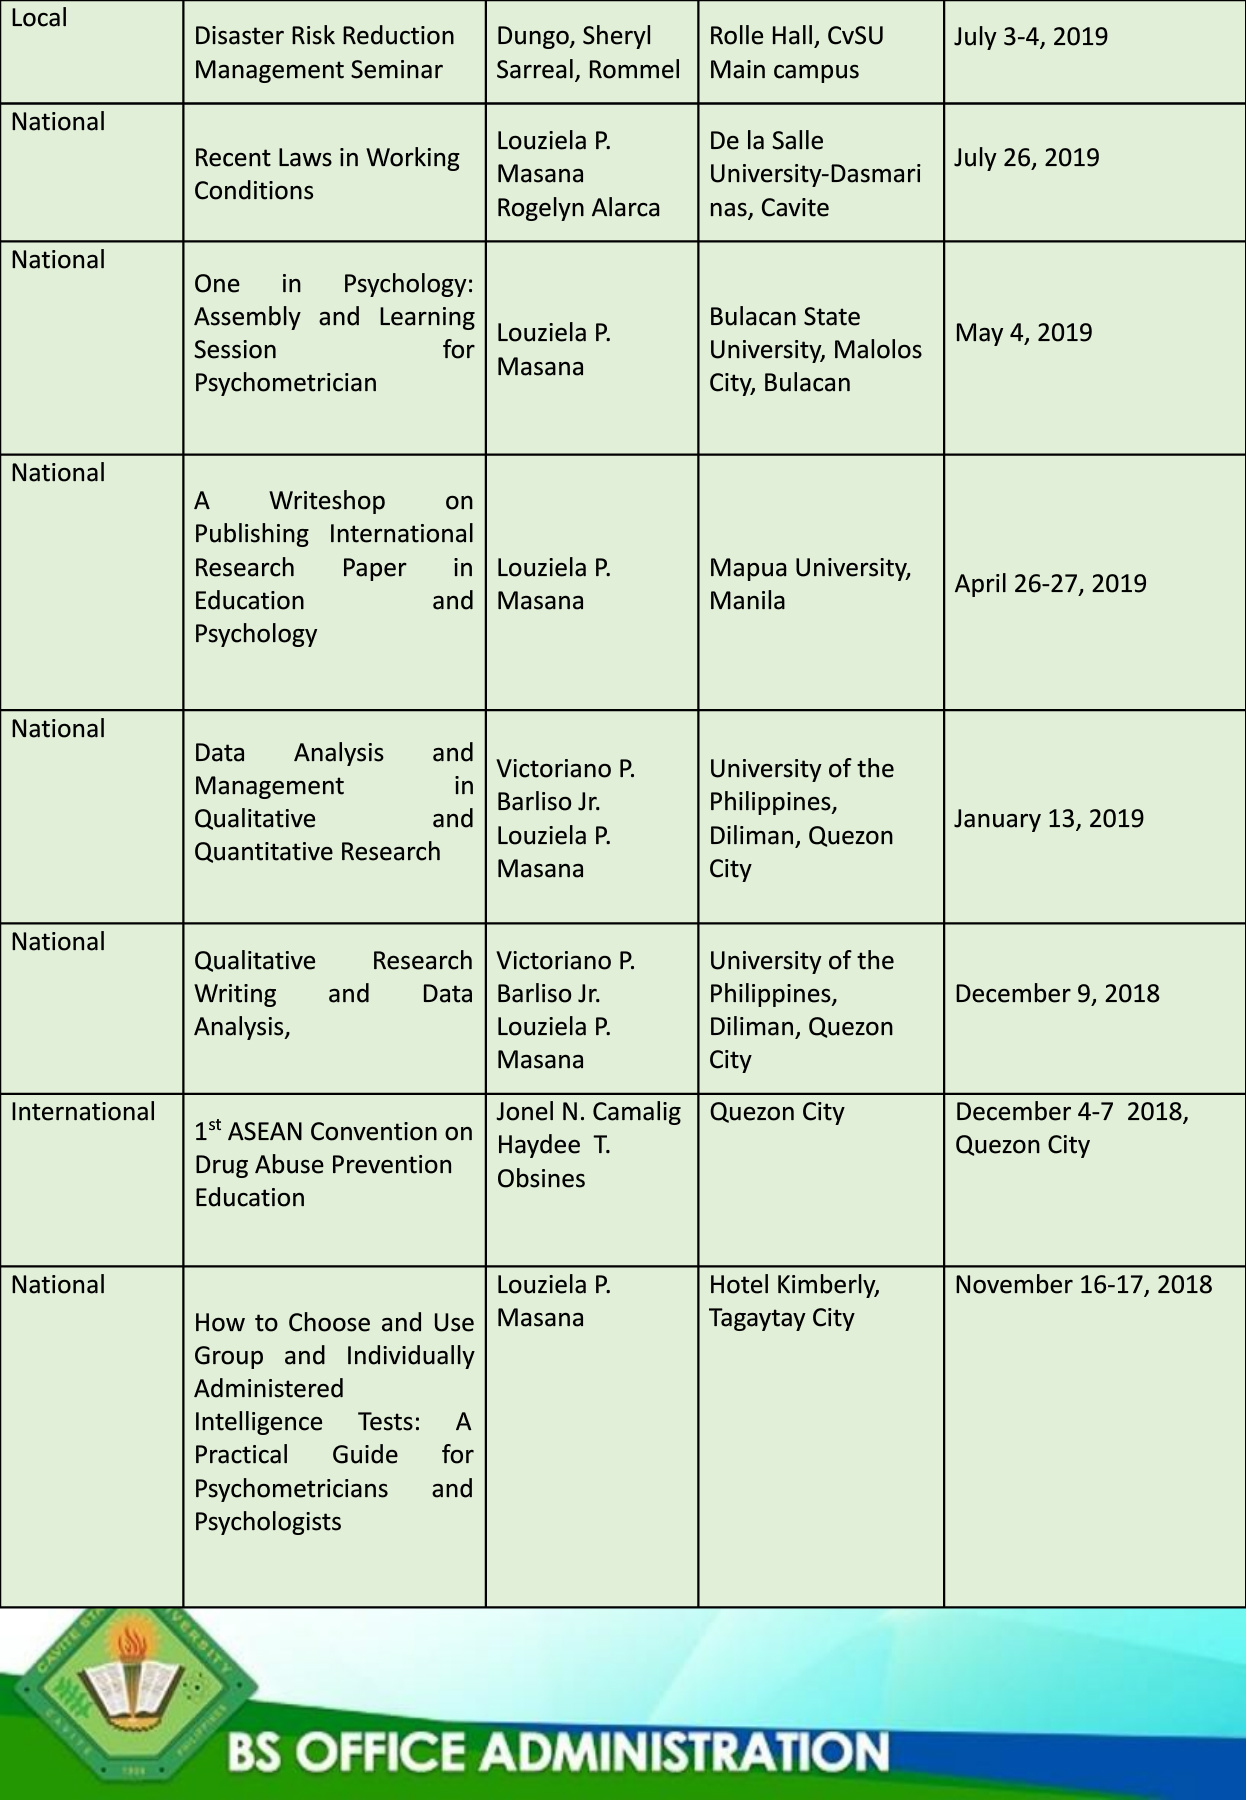 Local
Disaster Risk Reduction
Management Seminar
Dungo, Sheryl
Sarreal, Rommel
Rolle Hall, CvSU
Main campus
July 3-4, 2019
National
Recent Laws in Working
Conditions
Louziela P.
Masana
Rogelyn Alarca
De la Salle
University-Dasmari
nas, Cavite
July 26, 2019
National
One in Psychology:
Assembly and Learning
Session for
Psychometrician
Louziela P.
Masana
Bulacan State
University, Malolos
City, Bulacan
May 4, 2019
National
A Writeshop on
Publishing International
Research Paper in
Education and
Psychology
Louziela P.
Masana
Mapua University,
Manila
April 26-27, 2019
National
Data Analysis and
Management in
Qualitative and
Quantitative Research
Victoriano P.
Barliso Jr.
Louziela P.
Masana
University of the
Philippines,
Diliman, Quezon
City
January 13, 2019
National
Qualitative Research
Writing and Data
Analysis,
Victoriano P.
Barliso Jr.
Louziela P.
Masana
University of the
Philippines,
Diliman, Quezon
City
December 9, 2018
International
1st ASEAN Convention on
Drug Abuse Prevention
Education
Jonel N. Camalig
Haydee T.
Obsines
Quezon City
December 4-7 2018,
Quezon City
National
How to Choose and Use
Group and Individually
Administered
Intelligence Tests: A
Practical Guide for
Psychometricians and
Psychologists
Louziela P.
Masana
Hotel Kimberly,
Tagaytay City
November 16-17, 2018
CAVITE
CAVITE
PHILIPPINES
BS OFFICE ADMINISTRATION